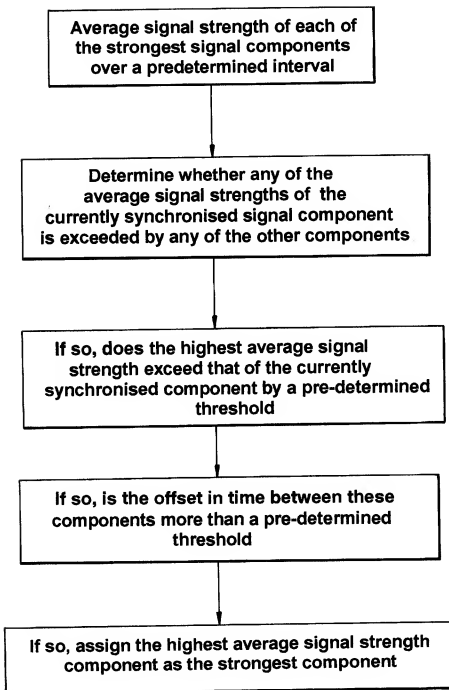 Average signal strength of each of
the strongest signal components
over a predetermined interval
Determine whether any of the
average signal strengths of the
currently synchronised signal component
is exceeded by any of the other components
If so, does the highest average signal
strength exceed that of the currently
synchronised component by a pre-determined
threshold
If so, is the offset in time between these
components more than a pre-determined
threshold
If so, assign the highest average signal strength
component as the strongest component